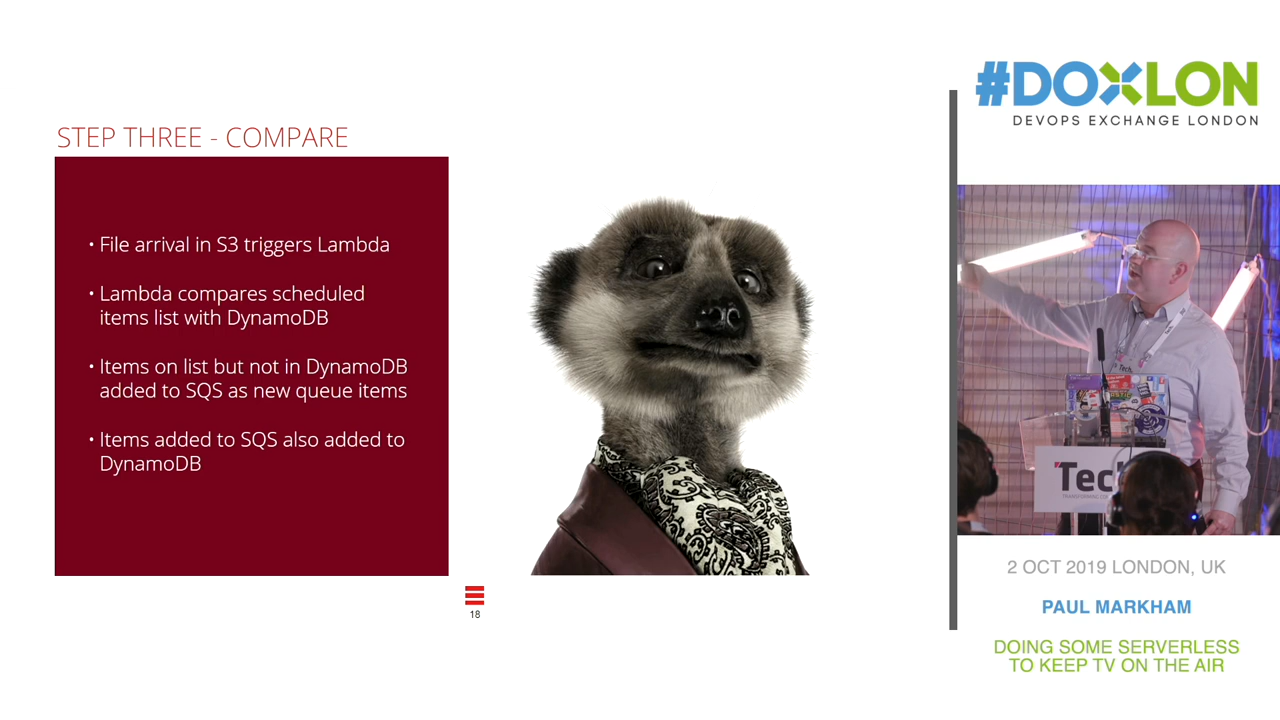 #DOXLON
DEVOPS EXCHANGE LONDON
STEP THREE - COMPARE
• File arrival in S3 triggers Lambda
• Lambda compares scheduled
items list with DynamoDB
• Items on list but not in DynamoDB
added to SQS as new queue items
• Items added to SQS also added to
DynamoDB
18
Tec
2 OCT 2019 LONDON, UK
PAUL MARKHAM
DOING SOME SERVERLESS
TO KEEP TV ON THE AIR